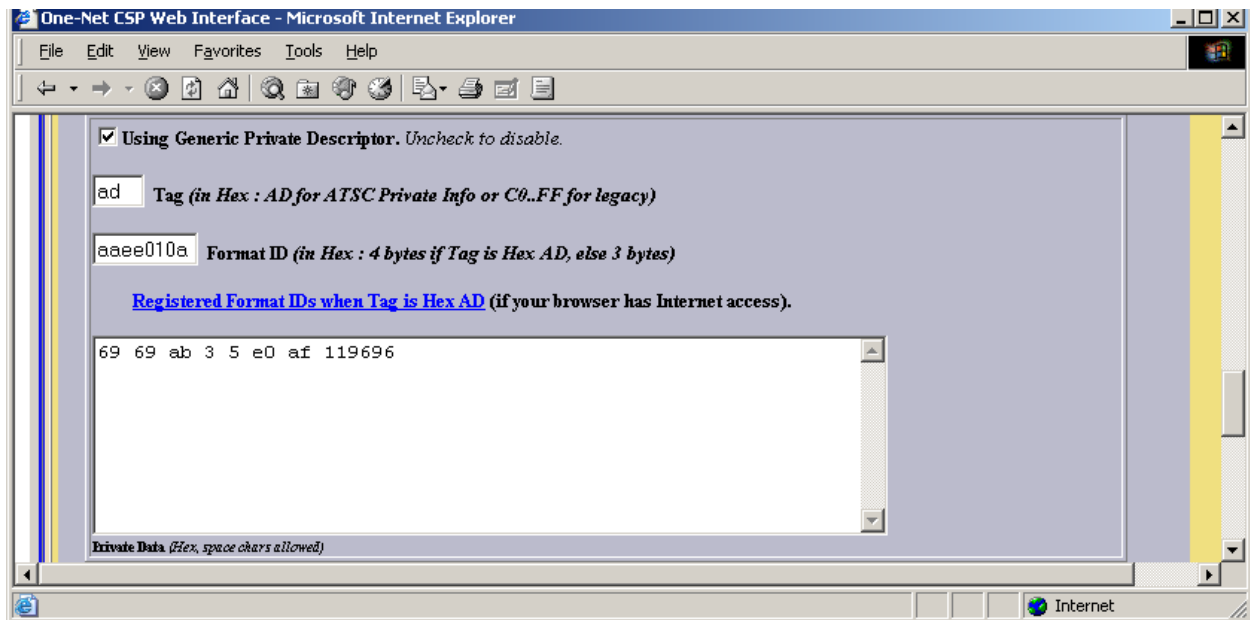 One-Net CSP Web Interface - Microsoft Internet Explorer
File Edit View Favorites Tools Help
Using Generic Private Descriptor. Uncheck to disable.
ad Tag (in Hex : AD for ATSC Private Info or C0..FF for legacy)
aaee010a Format ID (in Hex : 4 bytes if Tag is Hex AD, else 3 bytes)
Registered Format IDs when Tag is Hex AD (if your browser has Internet access).
69 69 ab 3 5 e0 af 119696
Private Data (Hex, space chars allowed)
Internet